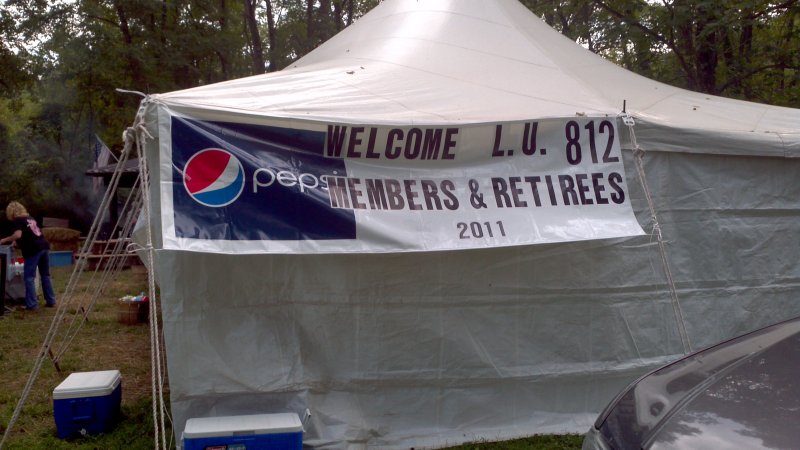 WELCOME L.U. 812
pepsi
MEMBERS & RETIREES
2011